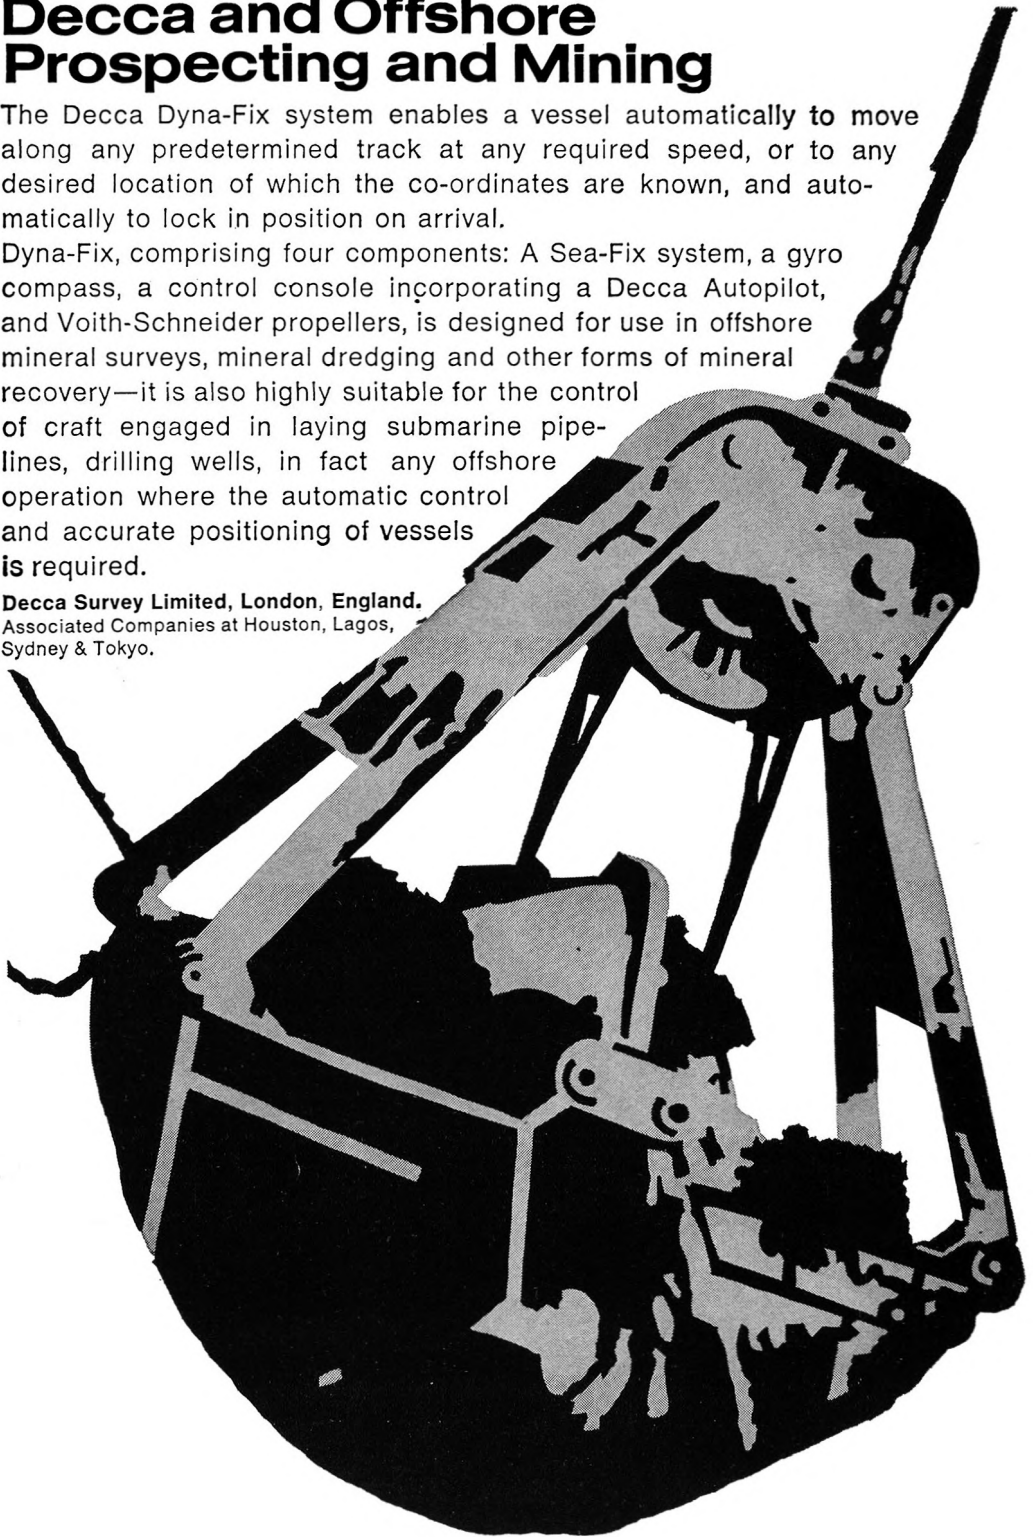 Decca and Offshore
Prospecting and Mining
The Decca Dyna-Fix system enables a vessel automatically to move
along any predetermined track at any required speed, or to any
desired location of which the co-ordinates are known, and auto-
matically to lock in position on arrival.
Dyna-Fix, comprising four components: A Sea-Fix system, a gyro
compass, a control console incorporating a Decca Autopilot,
and Voith-Schneider propellers, is designed for use in offshore
mineral surveys, mineral dredging and other forms of mineral
recovery—it is also highly suitable for the control
of craft engaged in laying submarine pipe-
lines, drilling wells, in fact any offshore
operation where the automatic control
and accurate positioning of vessels
is required.
Decca Survey Limited, London, England.
Associated Companies at Houston, Lagos,
Sydney & Tokyo.